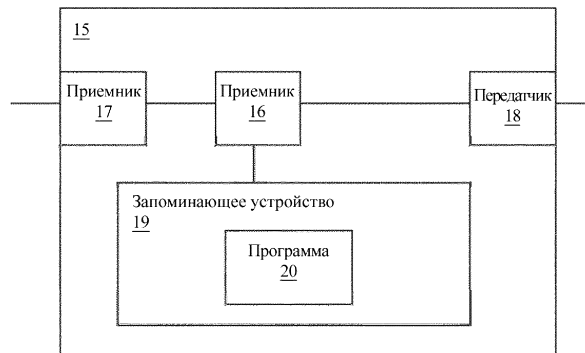 15
Приемник
17
Приемник
16
Передатчик
18
Запоминающее устройство
19
Программа
20